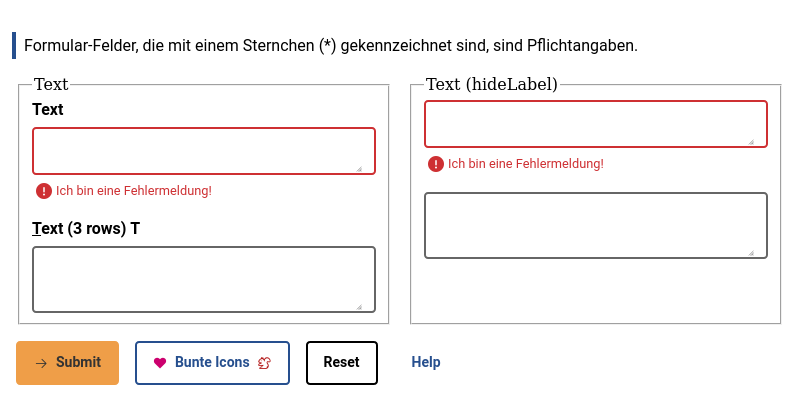 Formular-Felder, die mit einem Sternchen (*) gekennzeichnet sind, sind Pflichtangaben.
Text
Text
Ich bin eine Fehlermeldung!
Text (3 rows) T
Text (hideLabel)
Ich bin eine Fehlermeldung!
Submit
Bunte Icons
Reset
Help